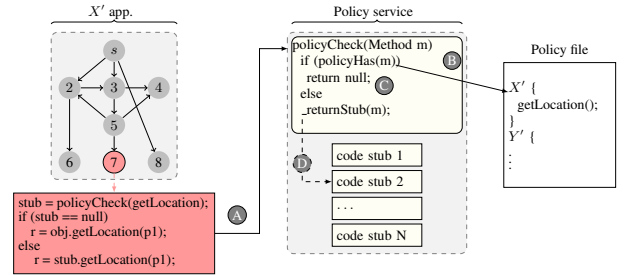 X′ app.
s
2
3
4
5
6
7
8
stub = policyCheck(getLocation);
if (stub == null)
r = obj.getLocation(p1);
else
r = stub.getLocation(p1);
A
Policy service
policyCheck(Method m)
if (policyHas(m))
return null;
else
returnStub(m);
B
C
D
code stub 1
code stub 2
...
code stub N
Policy file
X′ {
getLocation();
}
Y′ {
⋮